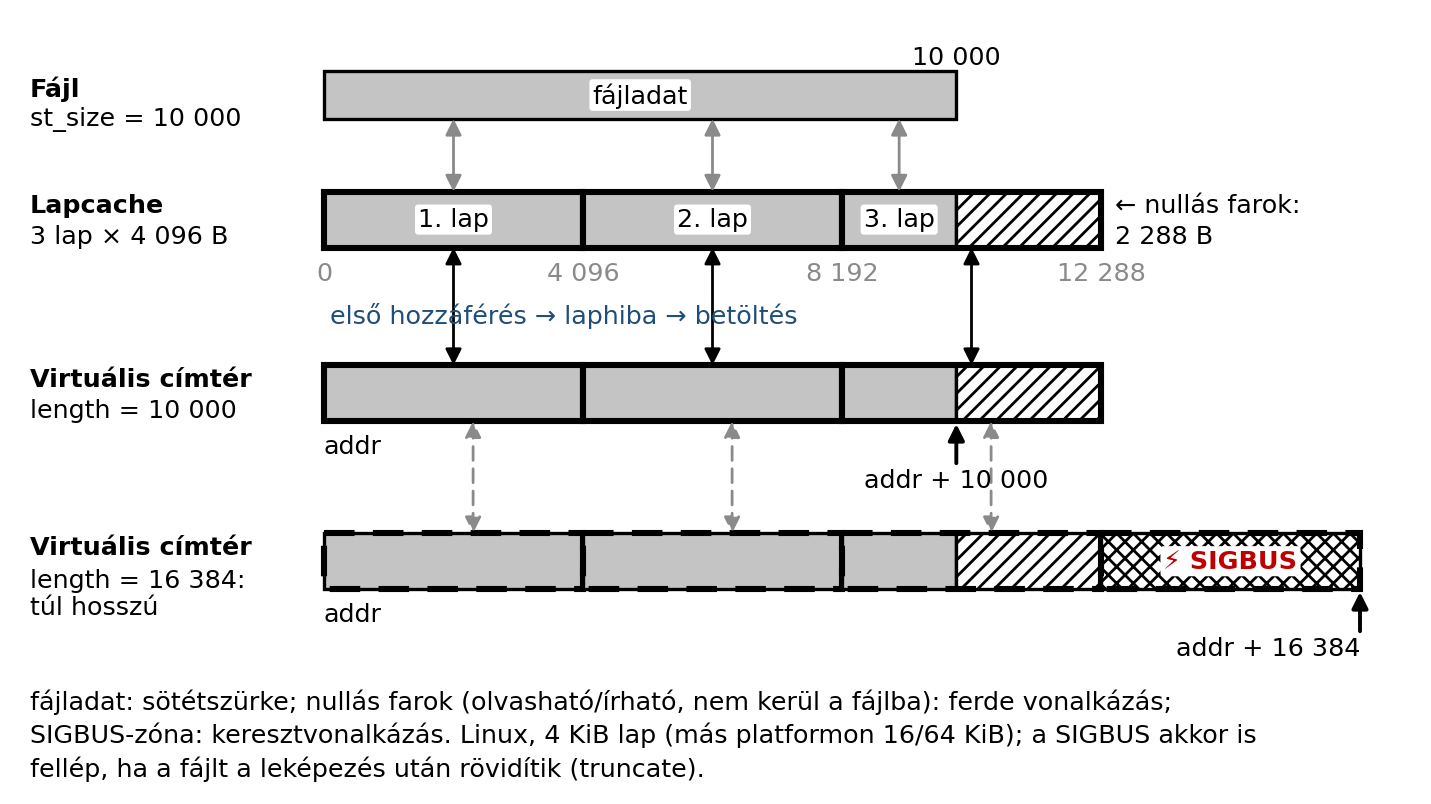 10 000
Fájl
st_size = 10 000
fájladat
Lapcache
3 lap × 4 096 B
1. lap
2. lap
3. lap
← nullás farok:
2 288 B
0
4 096
8 192
12 288
első hozzáférés → laphiba → betöltés
Virtuális címtér
length = 10 000
addr
addr + 10 000
Virtuális címtér
length = 16 384:
túl hosszú
⚡ SIGBUS
addr
addr + 16 384
fájladat: sötétszürke; nullás farok (olvasható/írható, nem kerül a fájlba): ferde vonalkázás;
SIGBUS-zóna: keresztvonalkázás. Linux, 4 KiB lap (más platformon 16/64 KiB); a SIGBUS akkor is
fellép, ha a fájlt a leképezés után rövidítik (truncate).